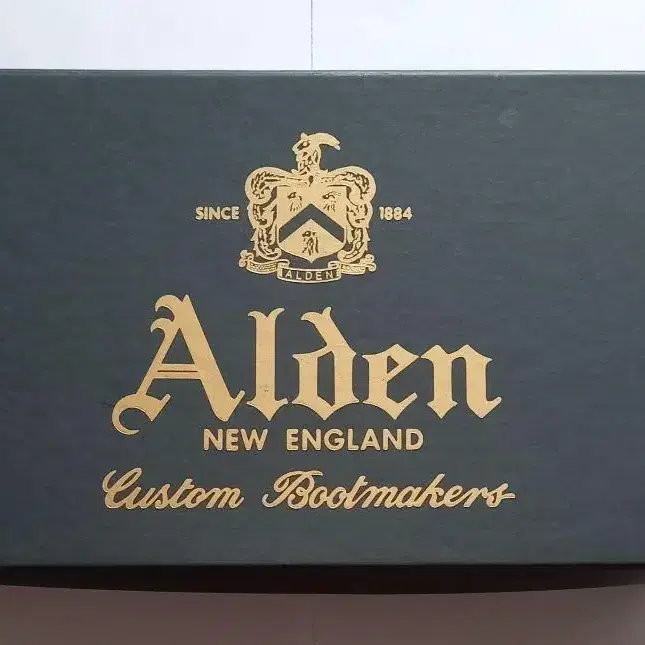 SINCE 1884
ALDEN
Alden
NEW ENGLAND
Custom Bootmakers